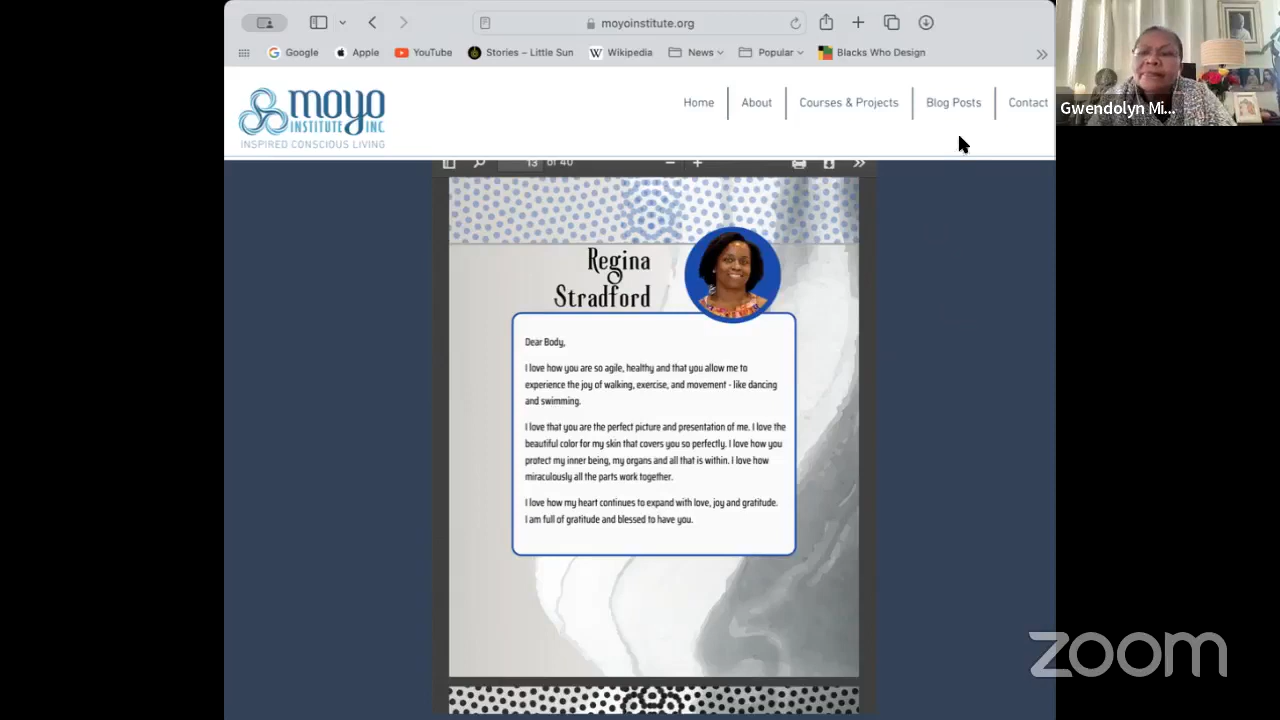 moyoinstitute.org
Google
Apple
YouTube
Stories – Little Sun
W Wikipedia
News
Popular
Blacks Who Design
moyo
INSTITUTE INC
INSPIRED CONSCIOUS LIVING
Home
About
Courses & Projects
Blog Posts
Contact
Gwendolyn Mi...
13 of 40
Regina
Stradford
Dear Body,
I love how you are so agile, healthy and that you allow me to
experience the joy of walking, exercise, and movement - like dancing
and swimming.
I love that you are the perfect picture and presentation of me. I love the
beautiful color for my skin that covers you so perfectly. I love how you
protect my inner being, my organs and all that is within. I love how
miraculously all the parts work together.
I love how my heart continues to expand with love, joy and gratitude.
I am full of gratitude and blessed to have you.
zoom